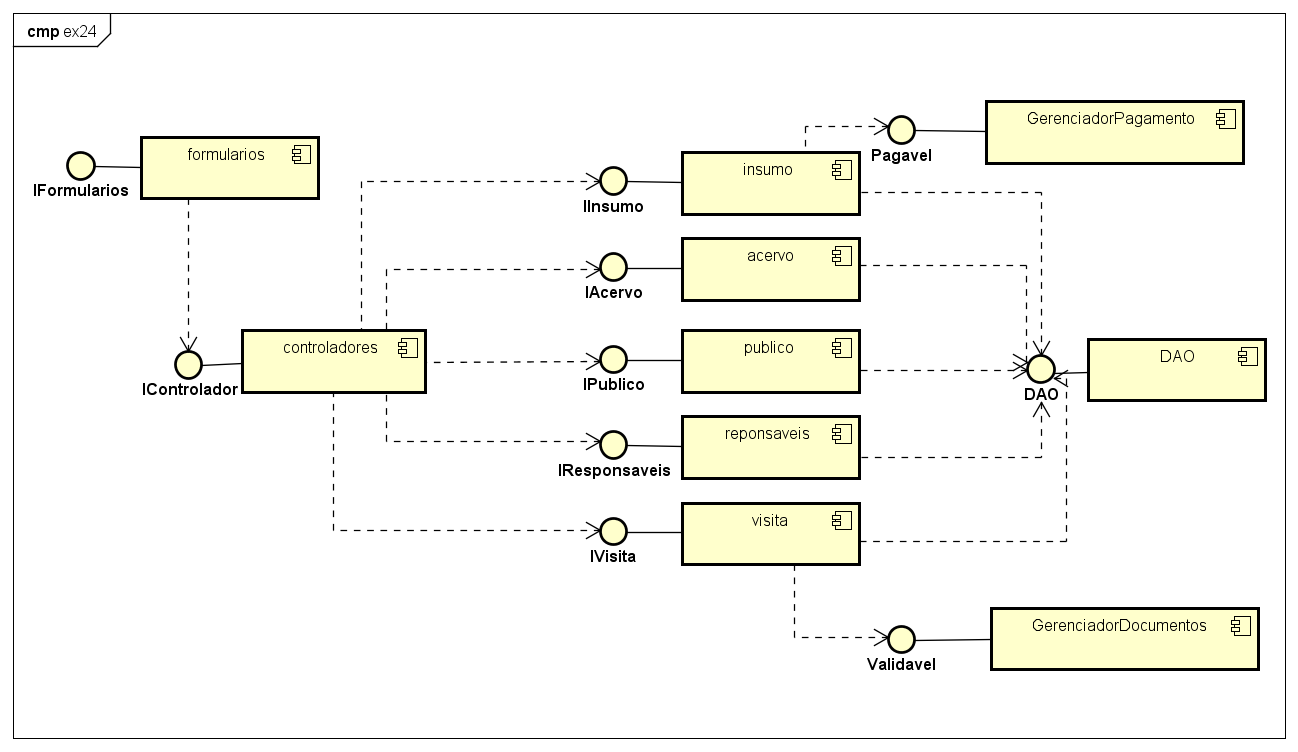 cmp ex24
formularios
IFormularios
GerenciadorPagamento
Pagavel
insumo
IInsumo
acervo
IAcervo
controladores
IControlador
publico
IPublico
DAO
DAO
reponsaveis
IResponsaveis
visita
IVisita
GerenciadorDocumentos
Validavel